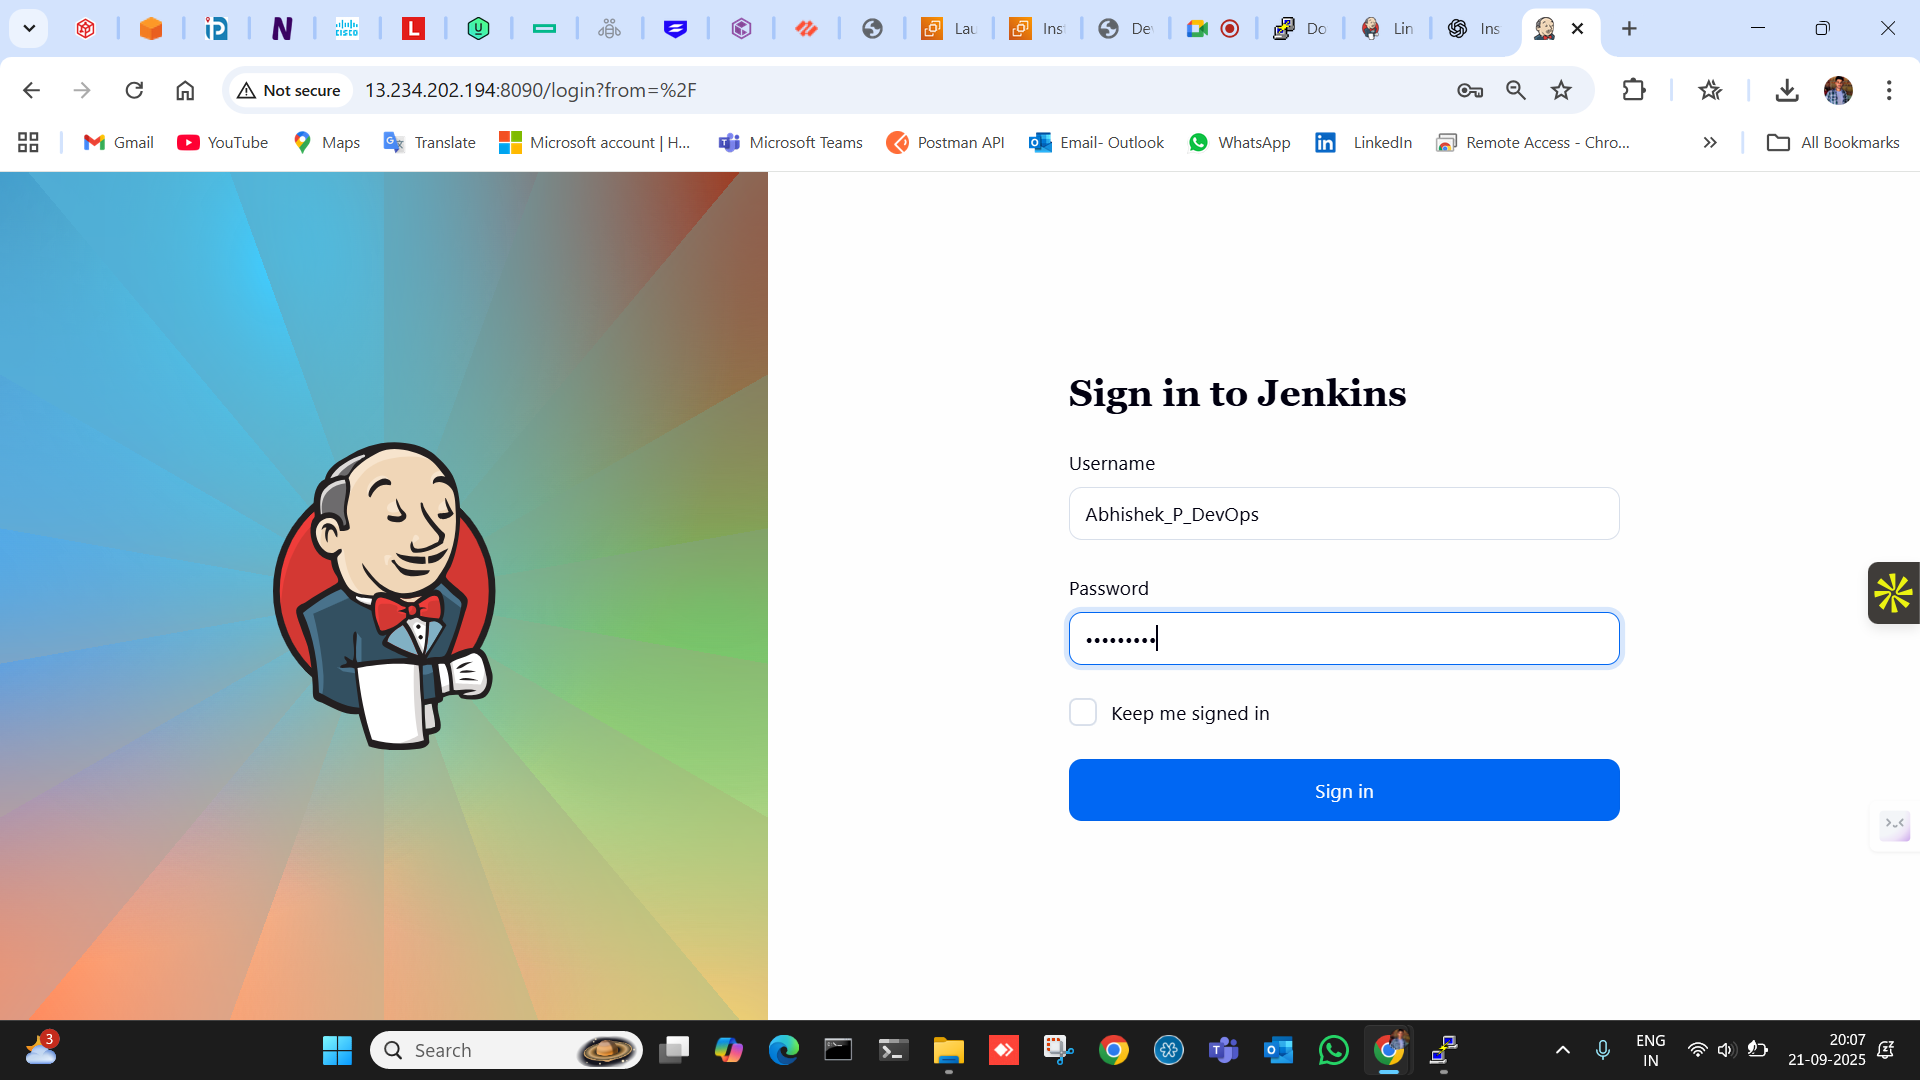 Lau
Inst
Dev
Do
Lin
Ins
Not secure
13.234.202.194:8090/login?from=%2F
Gmail
YouTube
Maps
Translate
Microsoft account | H...
Microsoft Teams
Postman API
Email- Outlook
WhatsApp
LinkedIn
Remote Access - Chro...
All Bookmarks
Sign in to Jenkins
Username
Abhishek_P_DevOps
Password
•••••••••
Keep me signed in
Sign in
3
Search
ENG
IN
20:07
21-09-2025